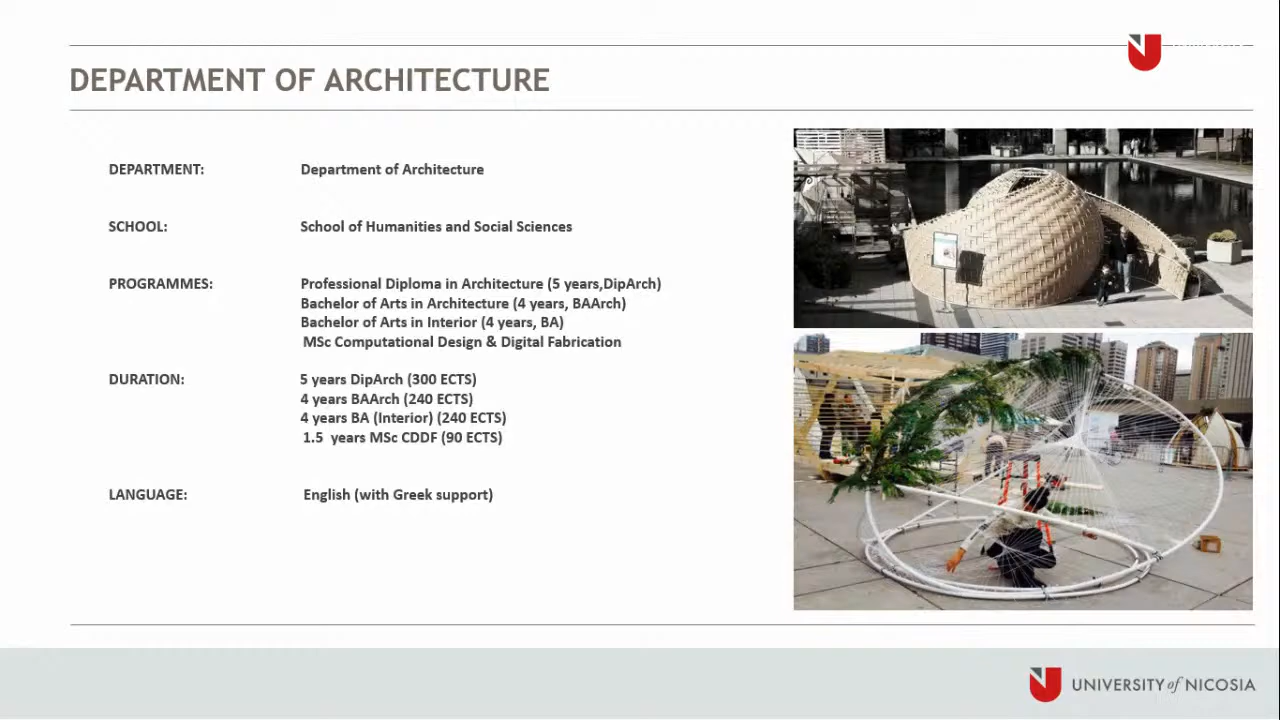 DEPARTMENT OF ARCHITECTURE
DEPARTMENT: Department of Architecture
SCHOOL: School of Humanities and Social Sciences
PROGRAMMES: Professional Diploma in Architecture (5 years,DipArch)
Bachelor of Arts in Architecture (4 years, BAArch)
Bachelor of Arts in Interior (4 years, BA)
MSc Computational Design & Digital Fabrication
DURATION: 5 years DipArch (300 ECTS)
4 years BAArch (240 ECTS)
4 years BA (Interior) (240 ECTS)
1.5 years MSc CDDF (90 ECTS)
LANGUAGE: English (with Greek support)
UNIVERSITY of NICOSIA